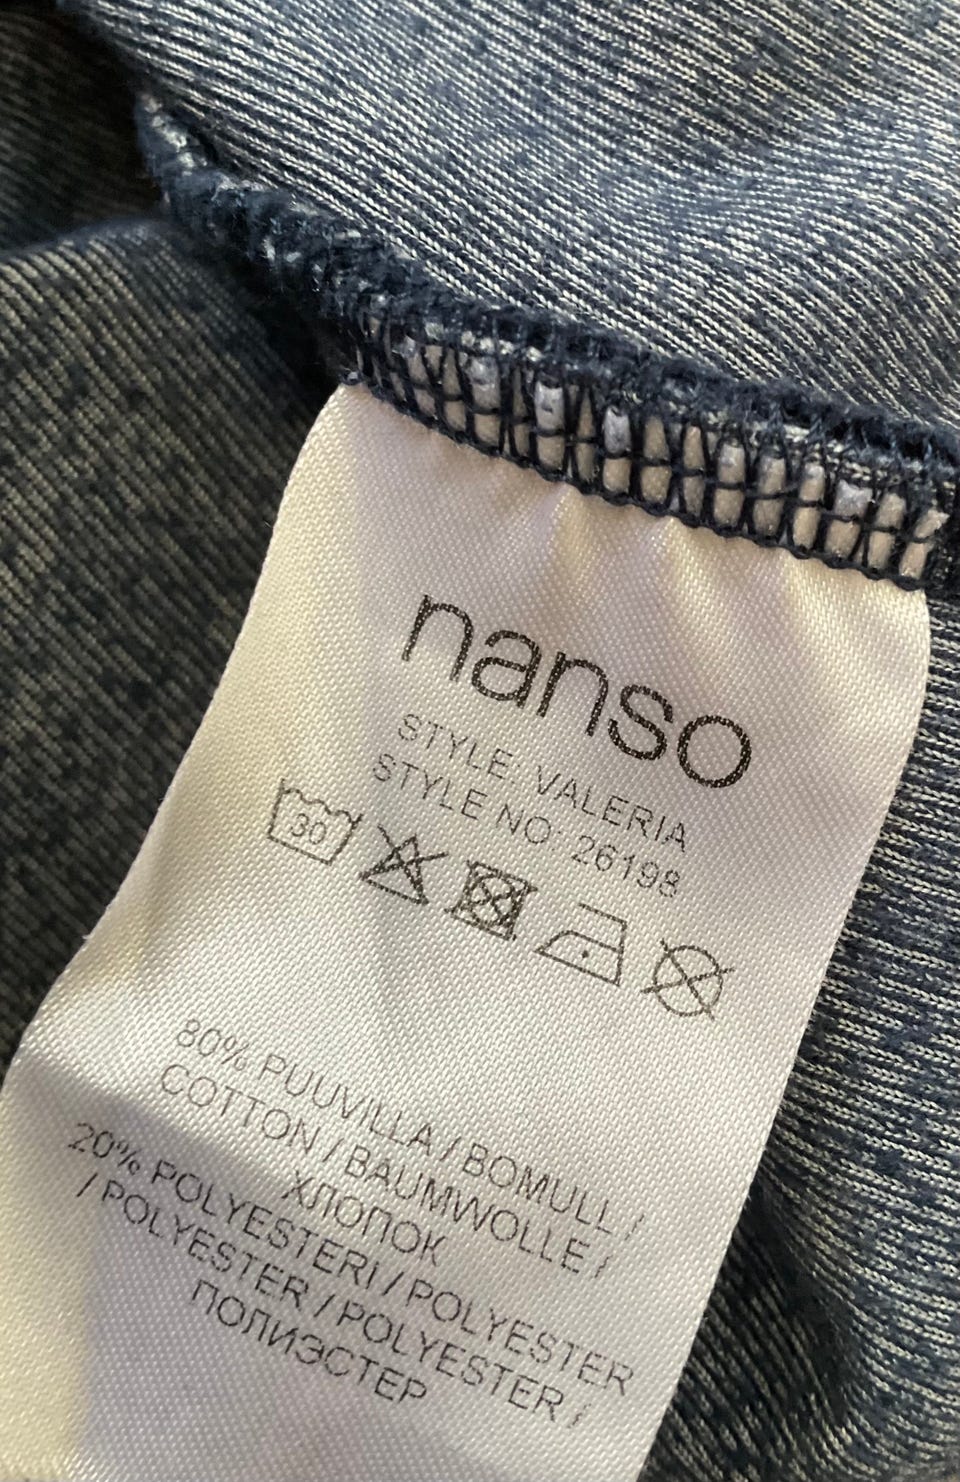 nanso
STYLE: VALERIA
STYLE NO: 26198
30
80% PUUVILLA / BOMULL /
COTTON / BAUMWOLLE /
ХЛОПОК
20% POLYESTERI / POLYESTER
/ POLYESTER / POLYESTER /
ПОЛИЭСТЕР